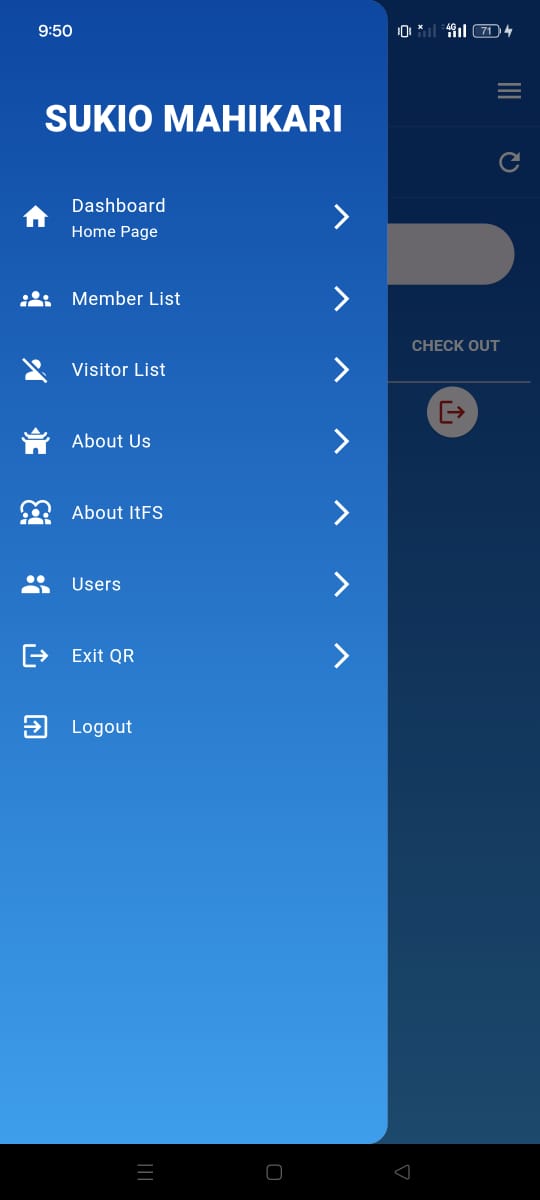 9:50
4G
71
SUKIO MAHIKARI
Dashboard
Home Page
Member List
Visitor List
CHECK OUT
About Us
About ItFS
Users
Exit QR
Logout